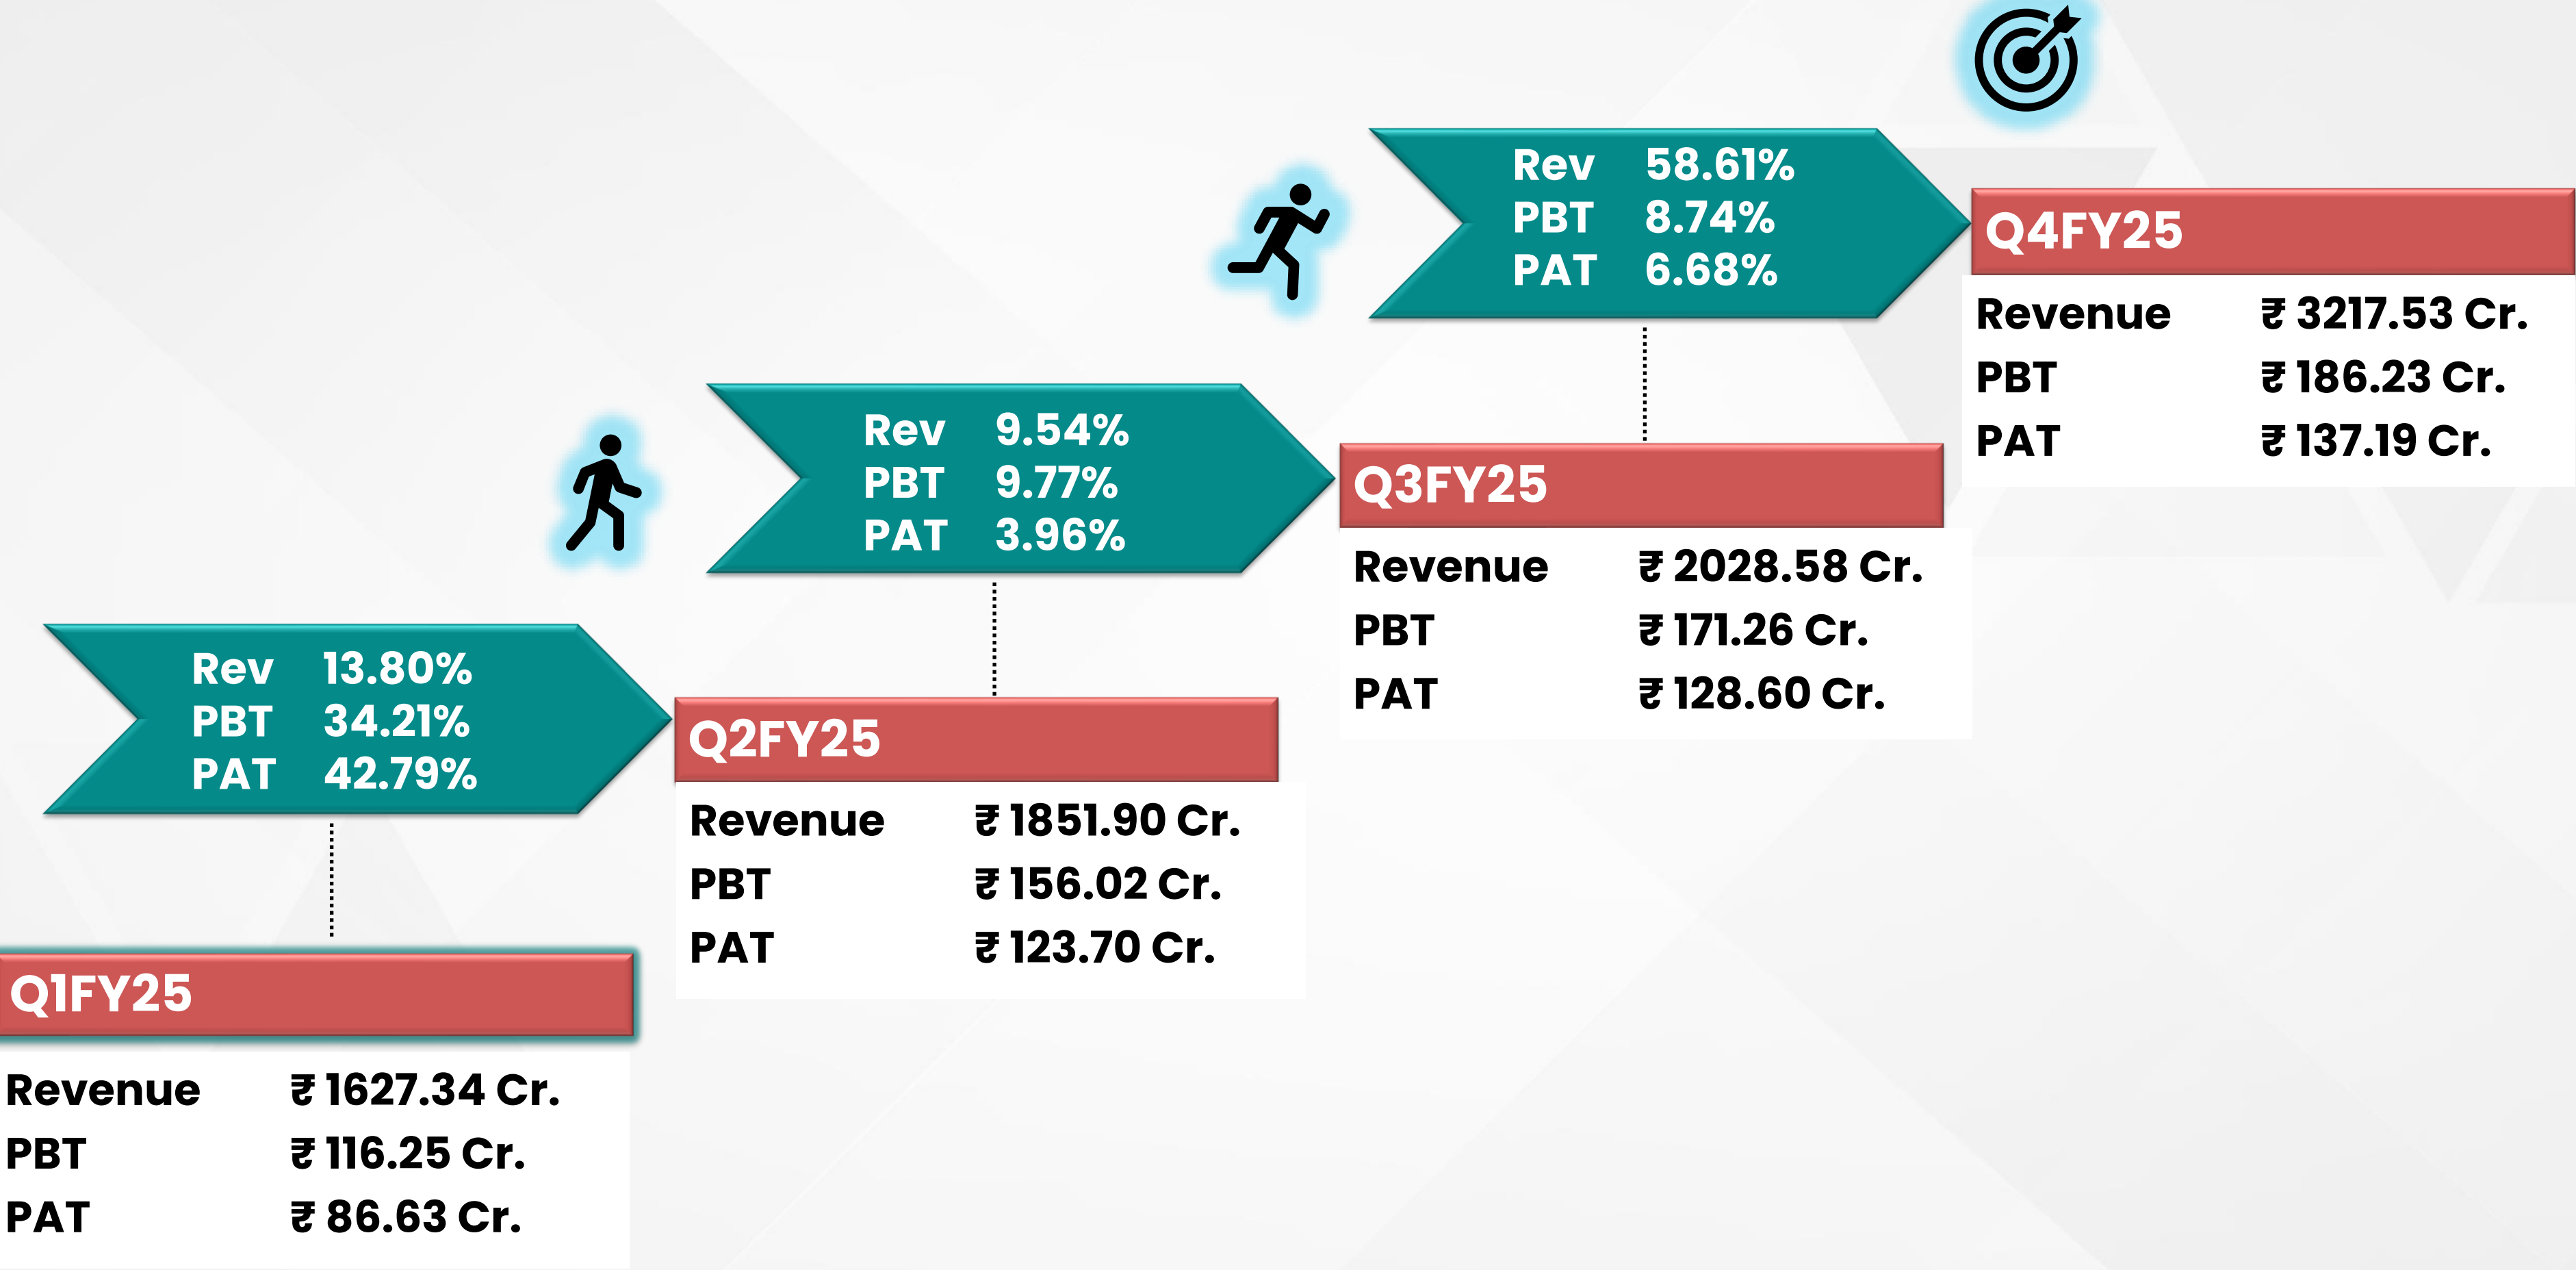 Rev 58.61%
PBT 8.74%
PAT 6.68%
Q4FY25
Revenue ₹ 3217.53 Cr.
PBT ₹ 186.23 Cr.
PAT ₹ 137.19 Cr.
Rev 9.54%
PBT 9.77%
PAT 3.96%
Q3FY25
Revenue ₹ 2028.58 Cr.
PBT ₹ 171.26 Cr.
PAT ₹ 128.60 Cr.
Rev 13.80%
PBT 34.21%
PAT 42.79%
Q2FY25
Revenue ₹ 1851.90 Cr.
PBT ₹ 156.02 Cr.
PAT ₹ 123.70 Cr.
Q1FY25
Revenue ₹ 1627.34 Cr.
PBT ₹ 116.25 Cr.
PAT ₹ 86.63 Cr.